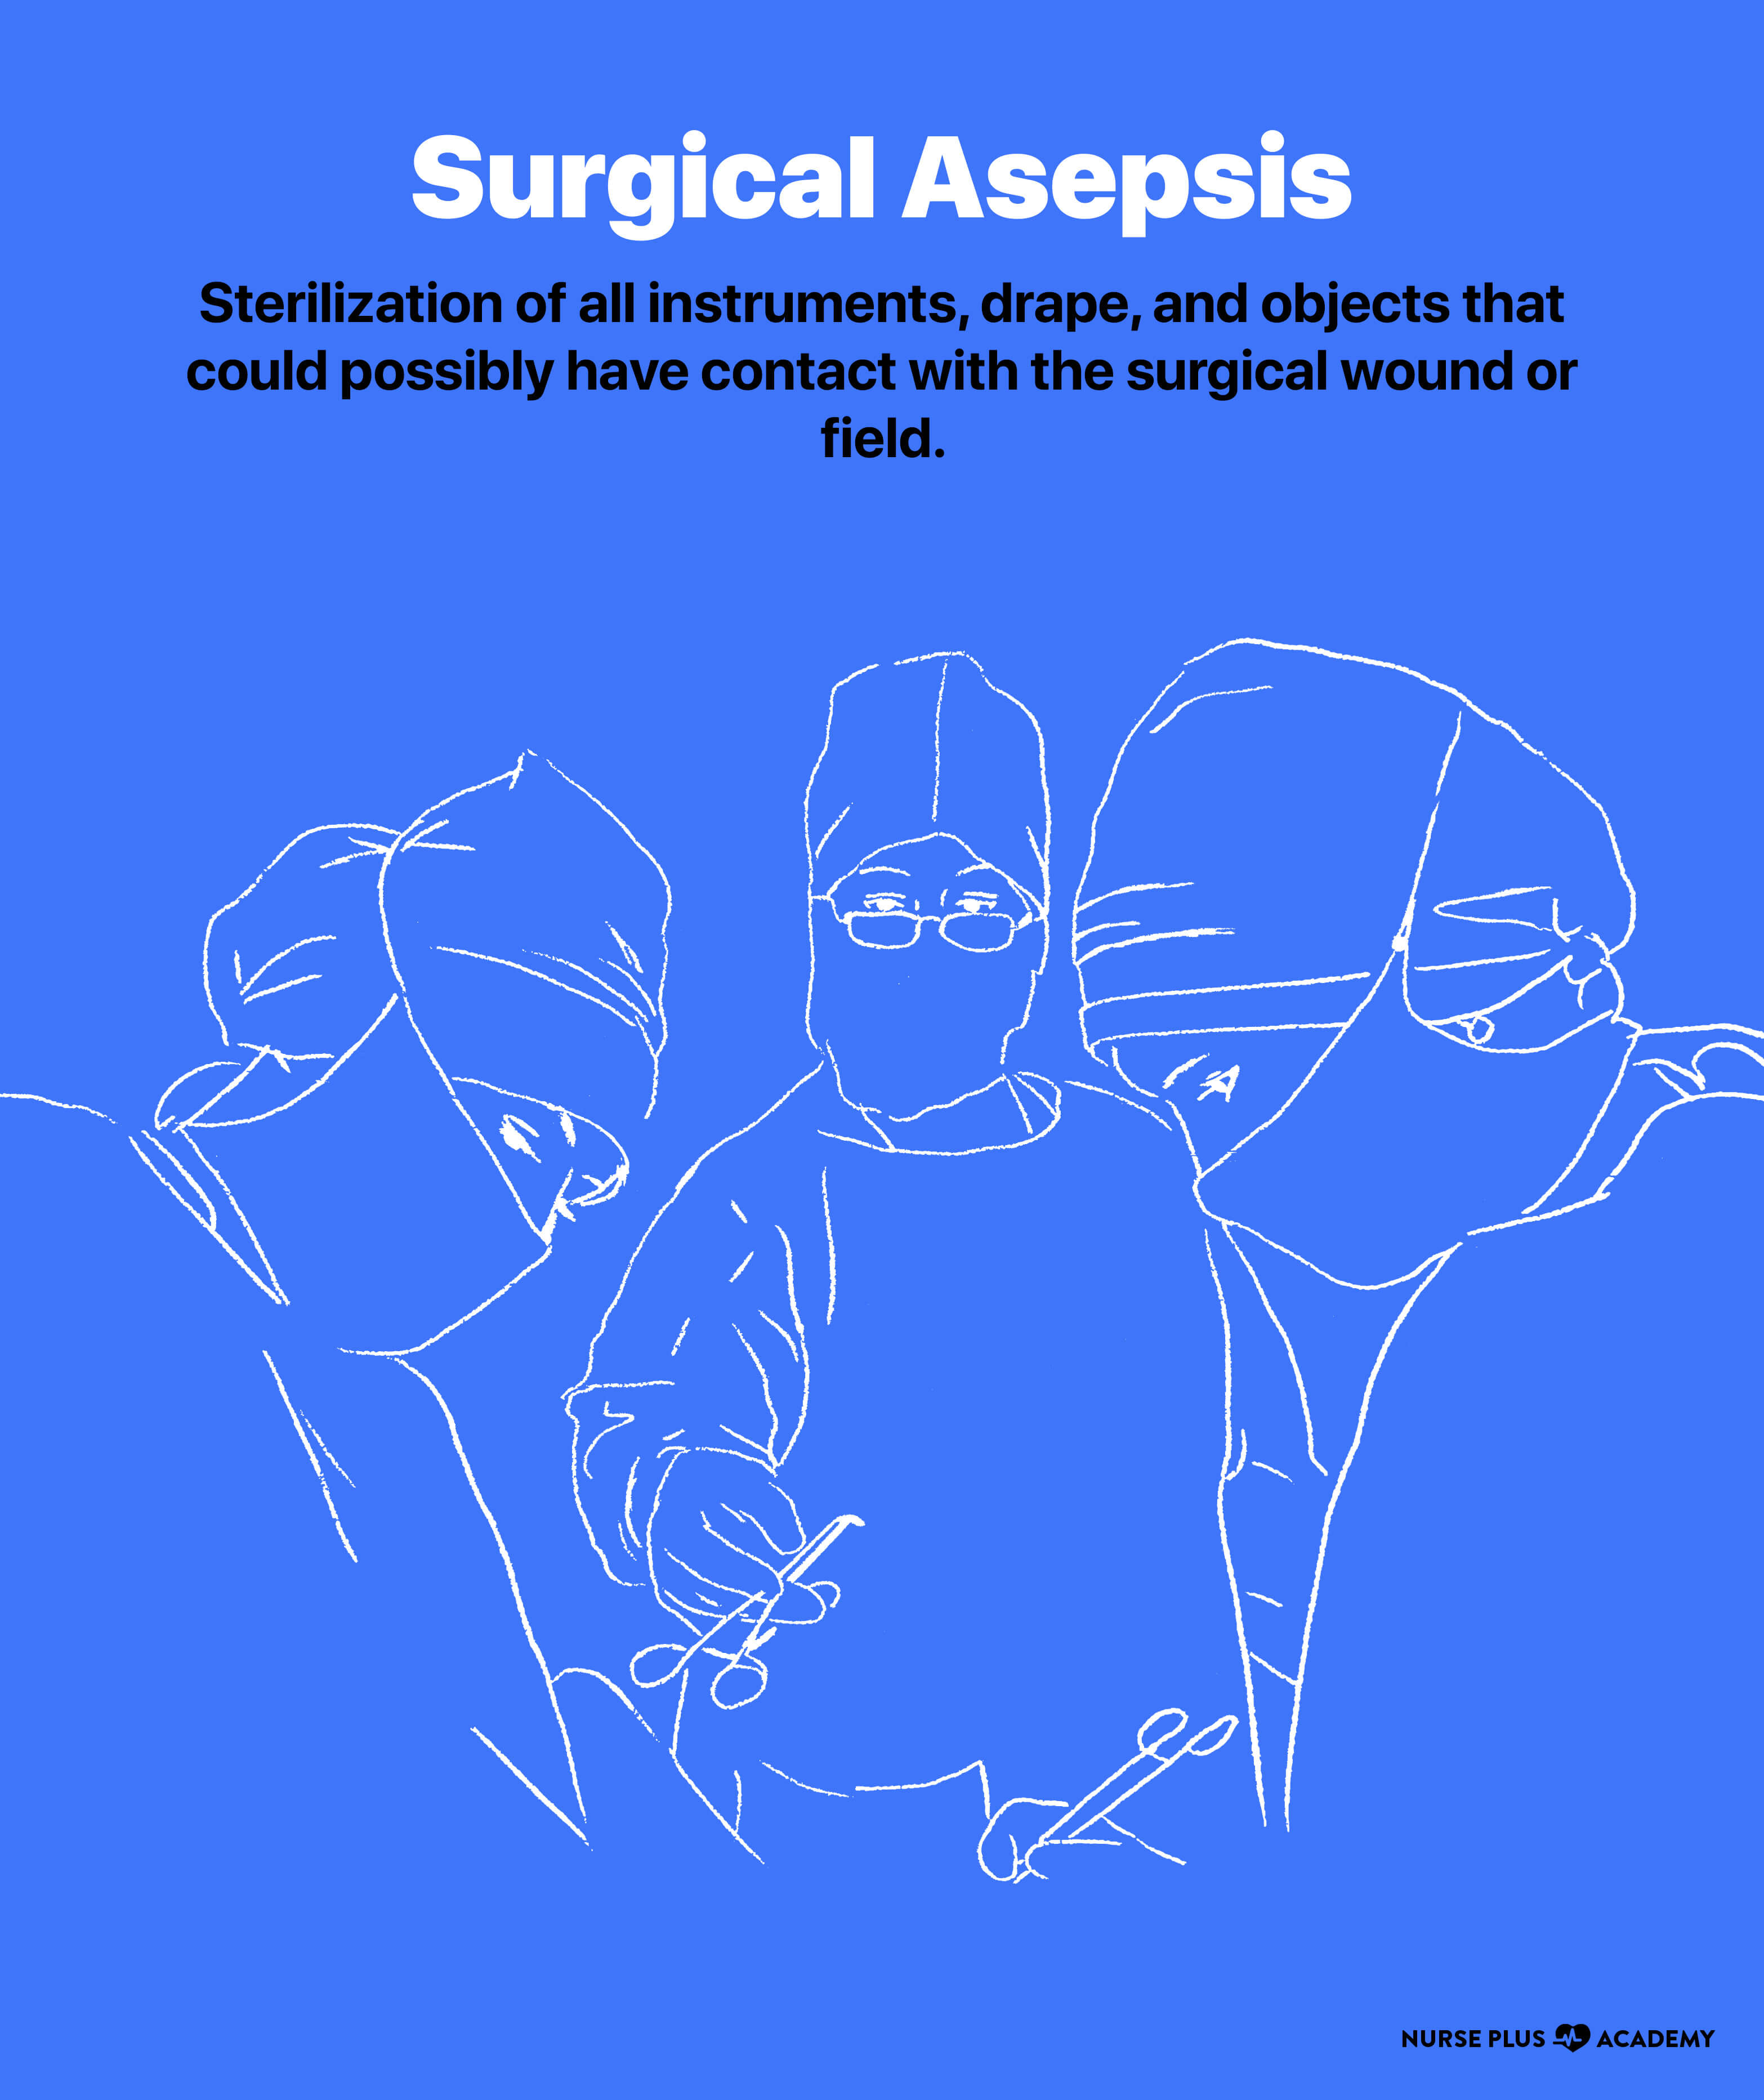 Surgical Asepsis
Sterilization of all instruments, drape, and objects that
could possibly have contact with the surgical wound or
field.
NURSE PLUS ACADEMY